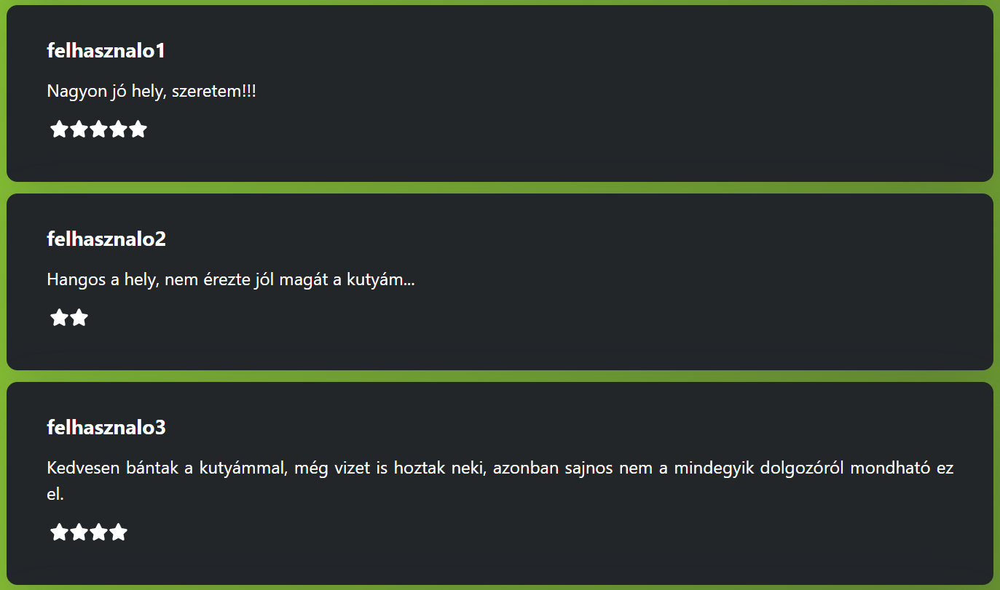 felhasznalo1
Nagyon jó hely, szeretem!!!
felhasznalo2
Hangos a hely, nem érezte jól magát a kutyám...
felhasznalo3
Kedvesen bántak a kutyámmal, még vizet is hoztak neki, azonban sajnos nem a mindegyik dolgozóról mondható ez
el.